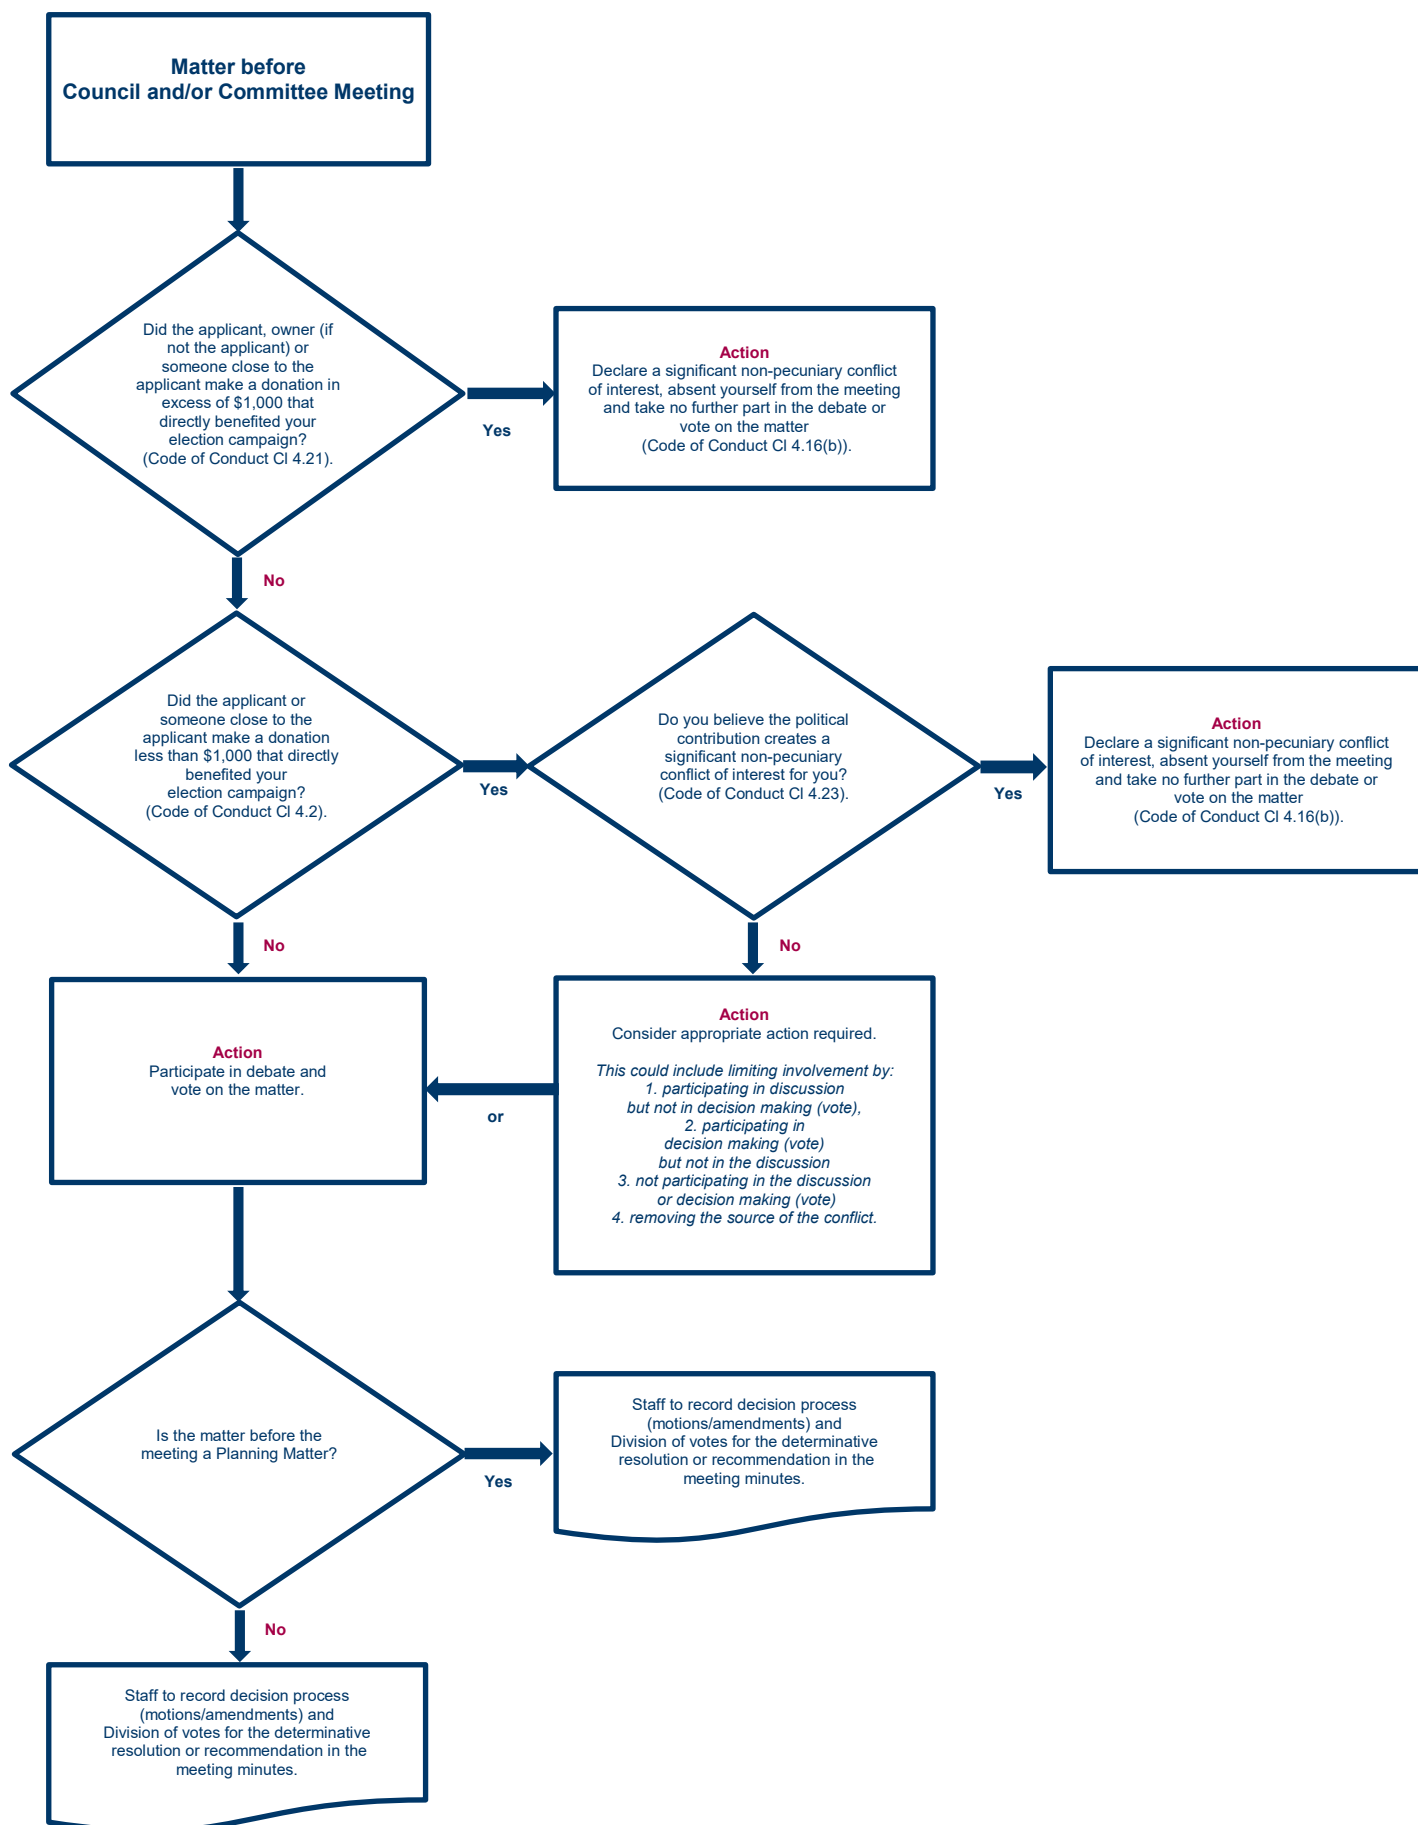 Matter before
Council and/or Committee Meeting
Did the applicant, owner (if
not the applicant) or
someone close to the
applicant make a donation in
excess of $1,000 that
directly benefited your
election campaign?
(Code of Conduct Cl 4.21).
Yes
Action
Declare a significant non-pecuniary conflict
of interest, absent yourself from the meeting
and take no further part in the debate or
vote on the matter
(Code of Conduct Cl 4.16(b)).
No
Did the applicant or
someone close to the
applicant make a donation
less than $1,000 that directly
benefited your
election campaign?
(Code of Conduct Cl 4.2).
Yes
Do you believe the political
contribution creates a
significant non-pecuniary
conflict of interest for you?
(Code of Conduct Cl 4.23).
Yes
Action
Declare a significant non-pecuniary conflict
of interest, absent yourself from the meeting
and take no further part in the debate or
vote on the matter
(Code of Conduct Cl 4.16(b)).
No
No
Action
Participate in debate and
vote on the matter.
or
Action
Consider appropriate action required.
This could include limiting involvement by:
1. participating in discussion
but not in decision making (vote),
2. participating in
decision making (vote)
but not in the discussion
3. not participating in the discussion
or decision making (vote)
4. removing the source of the conflict.
Is the matter before the
meeting a Planning Matter?
Yes
Staff to record decision process
(motions/amendments) and
Division of votes for the determinative
resolution or recommendation in the
meeting minutes.
No
Staff to record decision process
(motions/amendments) and
Division of votes for the determinative
resolution or recommendation in the
meeting minutes.